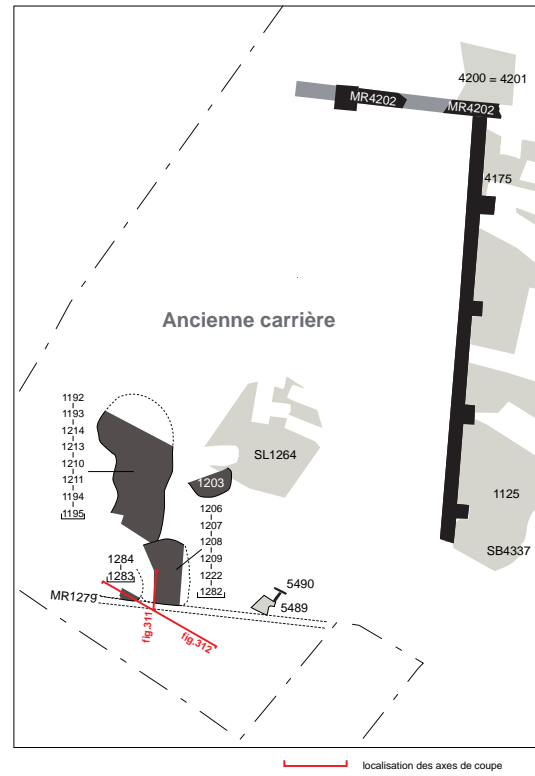 4200 = 4201
MR4202
MR4202
4175
Ancienne carrière
1192
1193
1214
1213
1210
1211
1194
1195
SL1264
1203
1206
1207
1208
1209
1222
1282
1125
SB4337
1284
1283
MR1279
5490
5489
fig.311
fig.312
localisation des axes de coupe